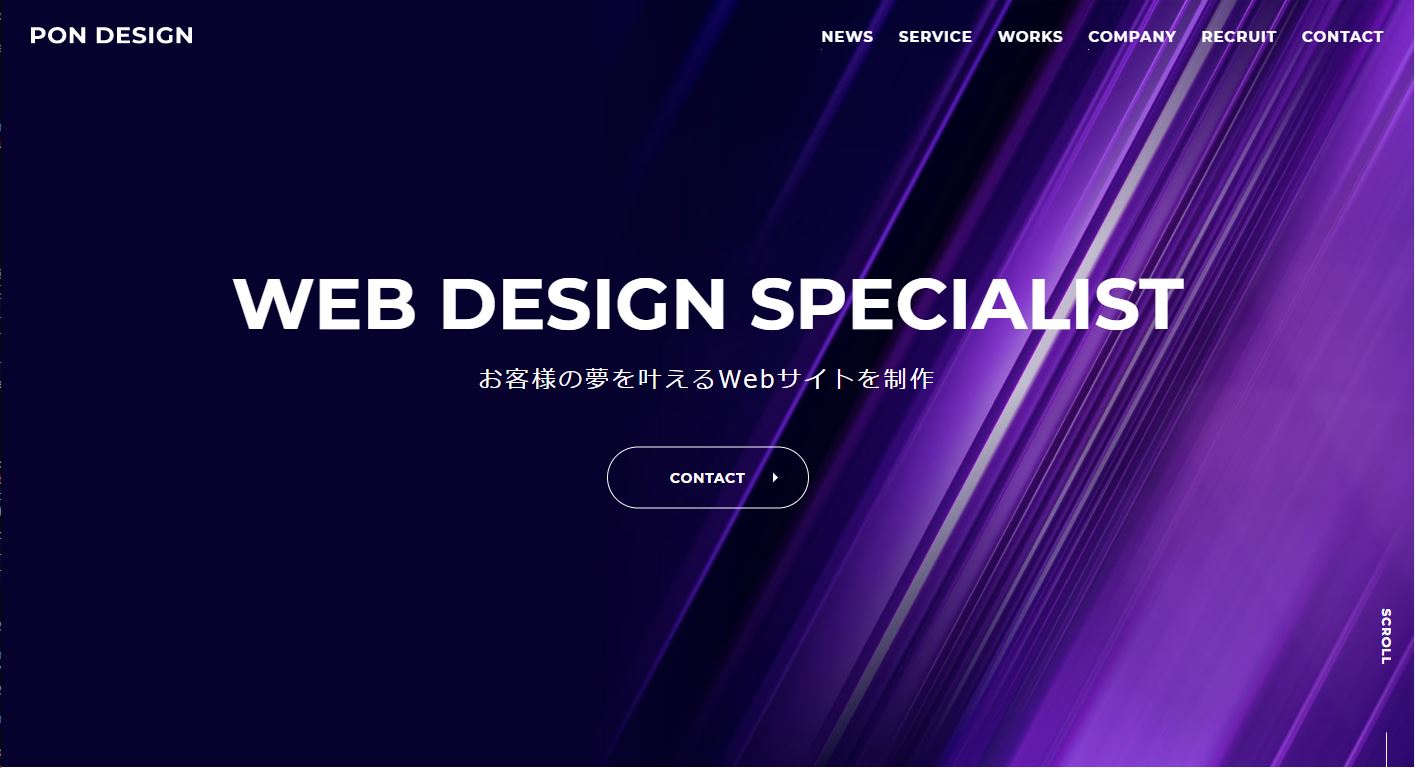 PON DESIGN
NEWS SERVICE WORKS COMPANY RECRUIT CONTACT
WEB DESIGN SPECIALIST
お客様の夢を叶えるWebサイトを制作
CONTACT
SCROLL